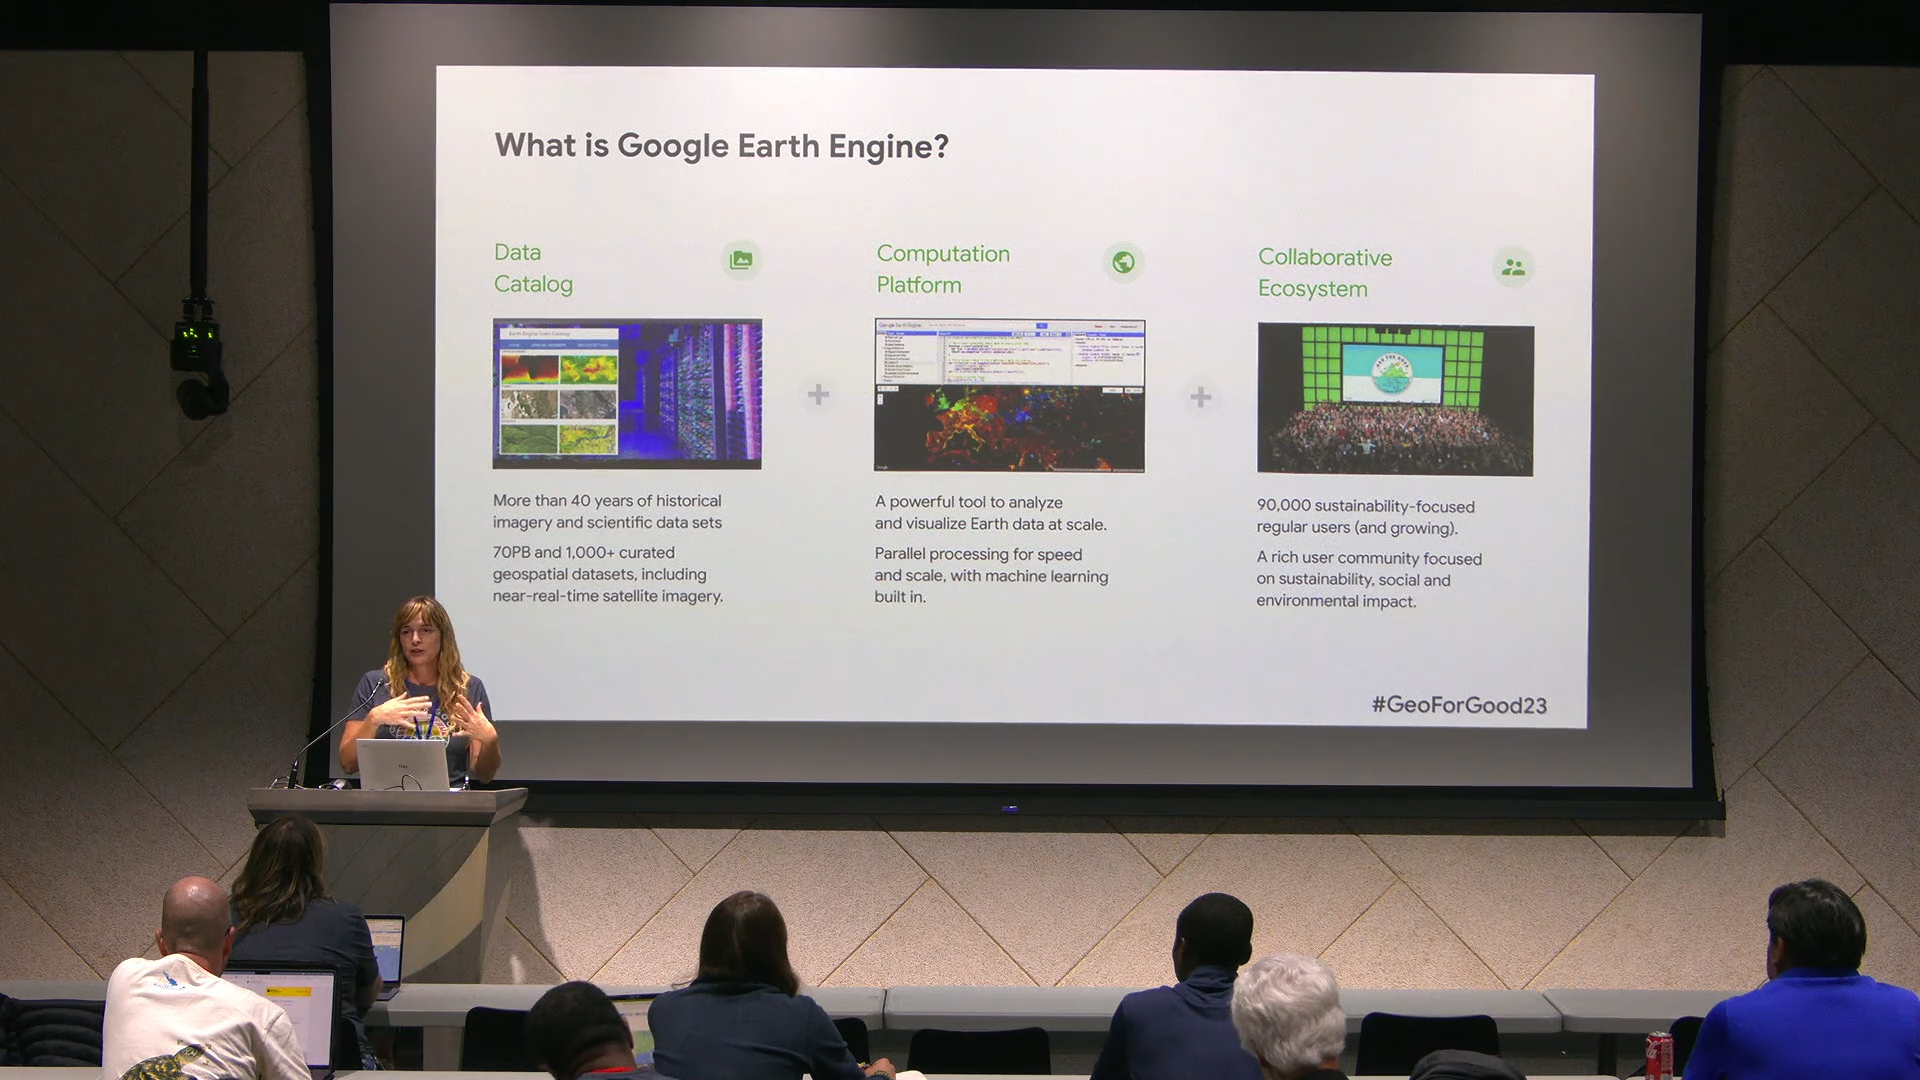 What is Google Earth Engine?
Data
Catalog
More than 40 years of historical
imagery and scientific data sets
70PB and 1,000+ curated
geospatial datasets, including
near-real-time satellite imagery.
Computation
Platform
Google Earth Engine
A powerful tool to analyze
and visualize Earth data at scale.
Parallel processing for speed
and scale, with machine learning
built in.
Collaborative
Ecosystem
90,000 sustainability-focused
regular users (and growing).
A rich user community focused
on sustainability, social and
environmental impact.
#GeoForGood23